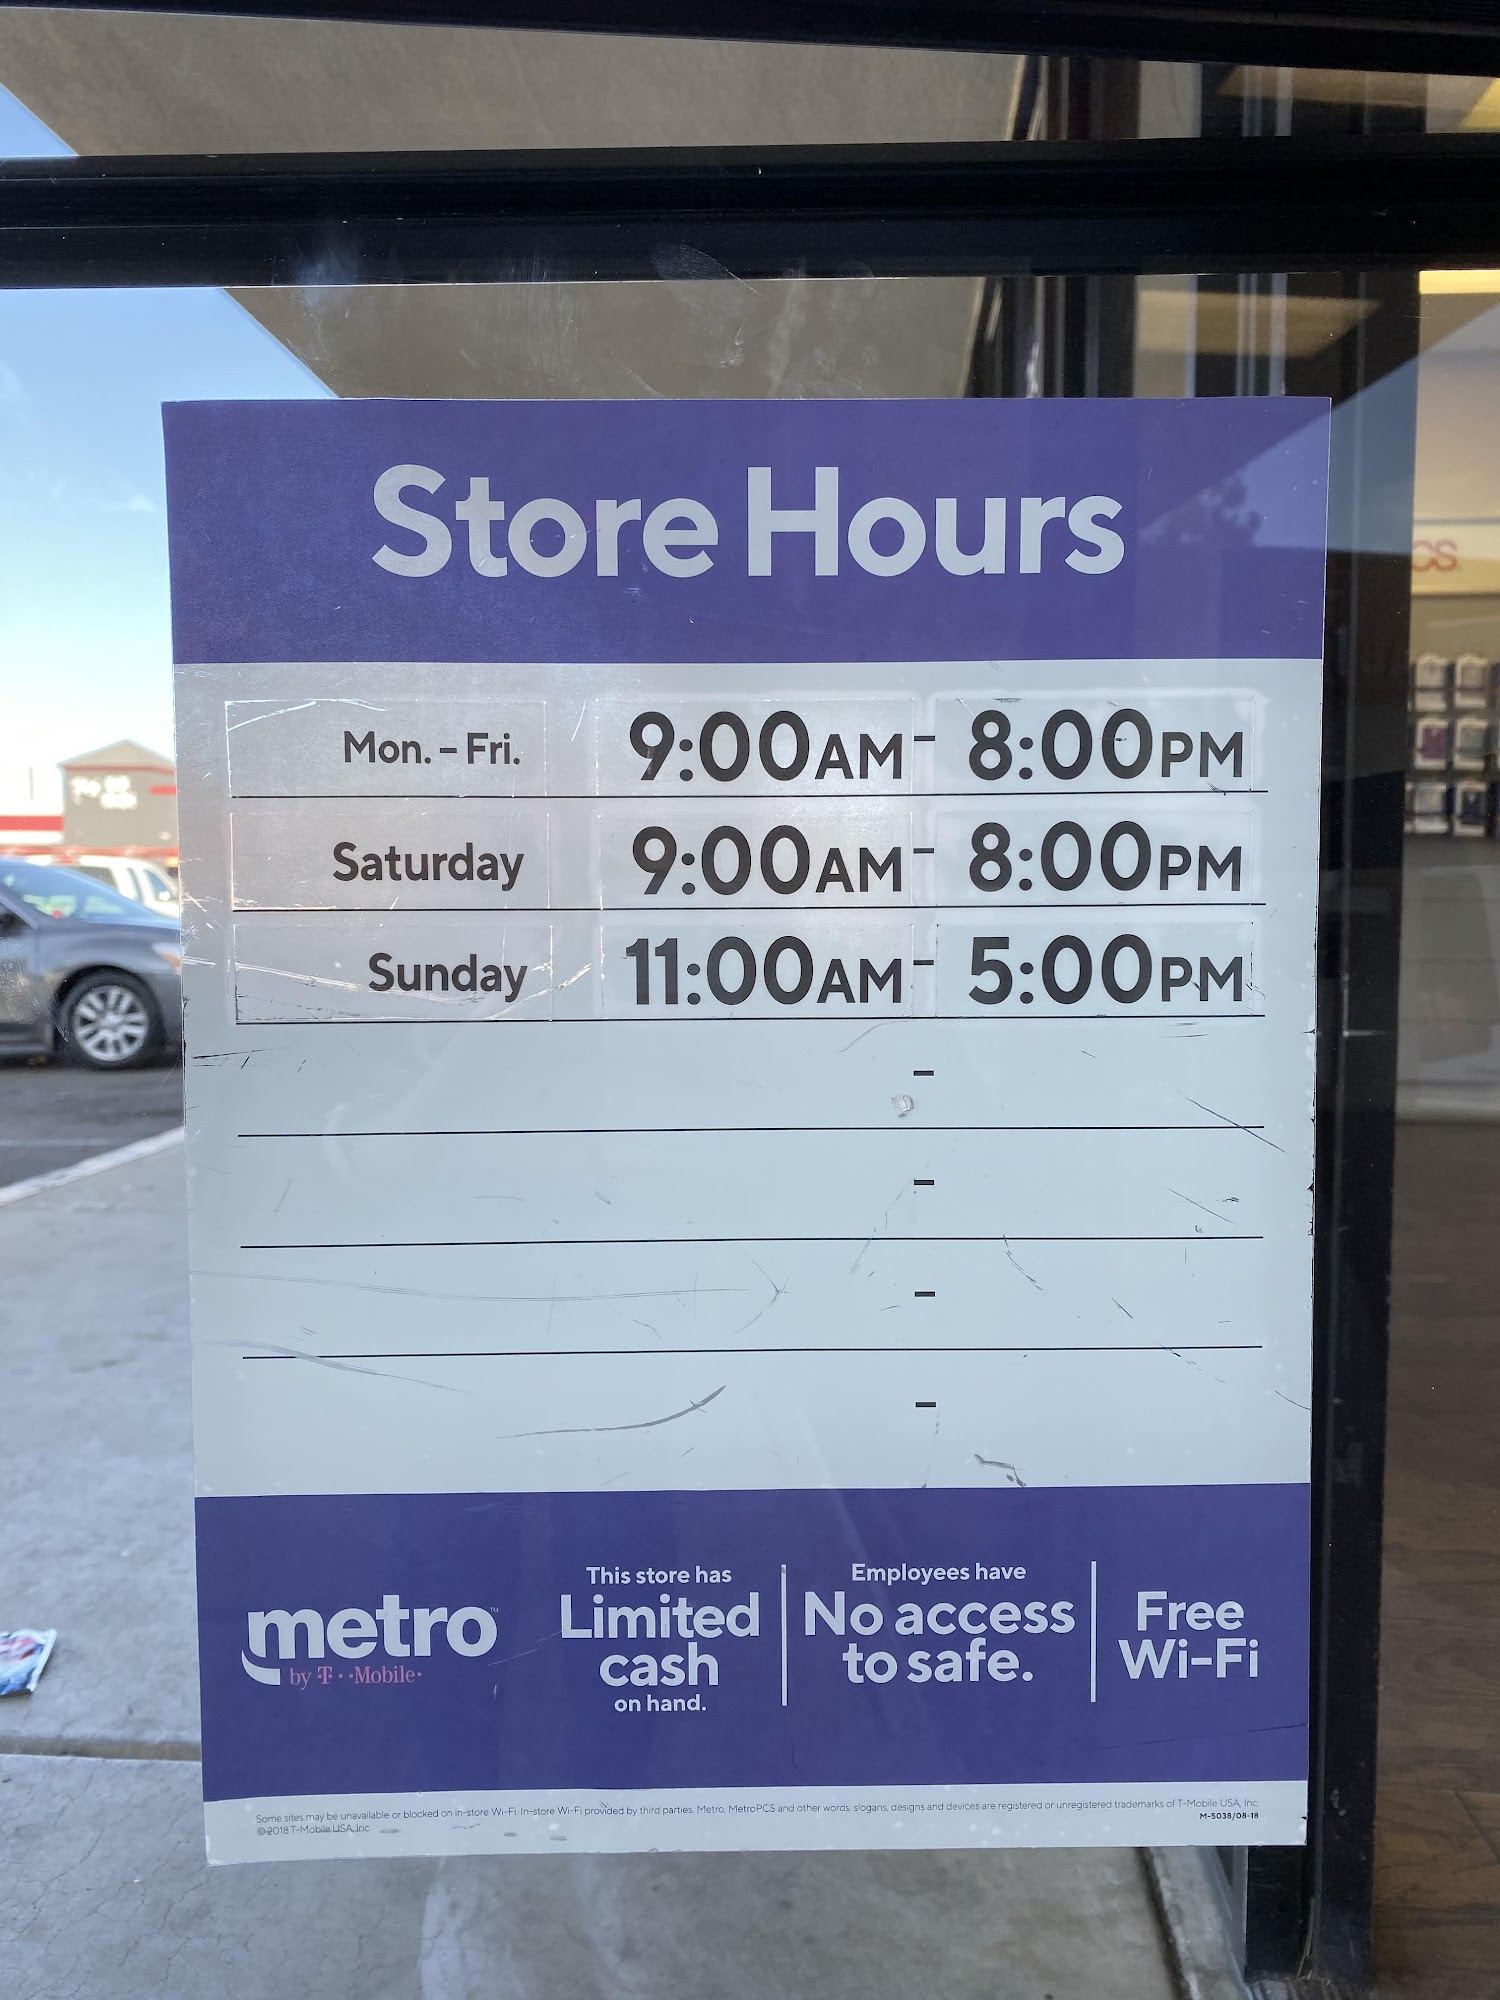 Store Hours
Mon. – Fri. 9:00AM - 8:00PM
Saturday 9:00AM - 8:00PM
Sunday 11:00AM - 5:00PM
-
-
-
-
metro™
by T··Mobile·
This store has
Limited
cash
on hand.
Employees have
No access
to safe.
Free
Wi-Fi
Some sites may be unavailable or blocked on in-store Wi-Fi. In-store Wi-Fi provided by third parties. Metro, MetroPCS and other words, slogans, designs and devices are registered or unregistered trademarks of T-Mobile USA, Inc.
©2018 T-Mobile USA, Inc
M-5038/08-18
cs.